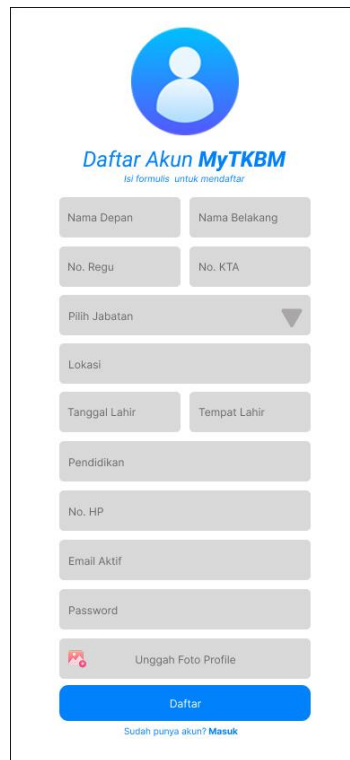 Daftar Akun MyTKBM
Isi formulis untuk mendaftar
Nama Depan
Nama Belakang
No. Regu
No. KTA
Pilih Jabatan
Lokasi
Tanggal Lahir
Tempat Lahir
Pendidikan
No. HP
Email Aktif
Password
Unggah Foto Profile
Daftar
Sudah punya akun? Masuk